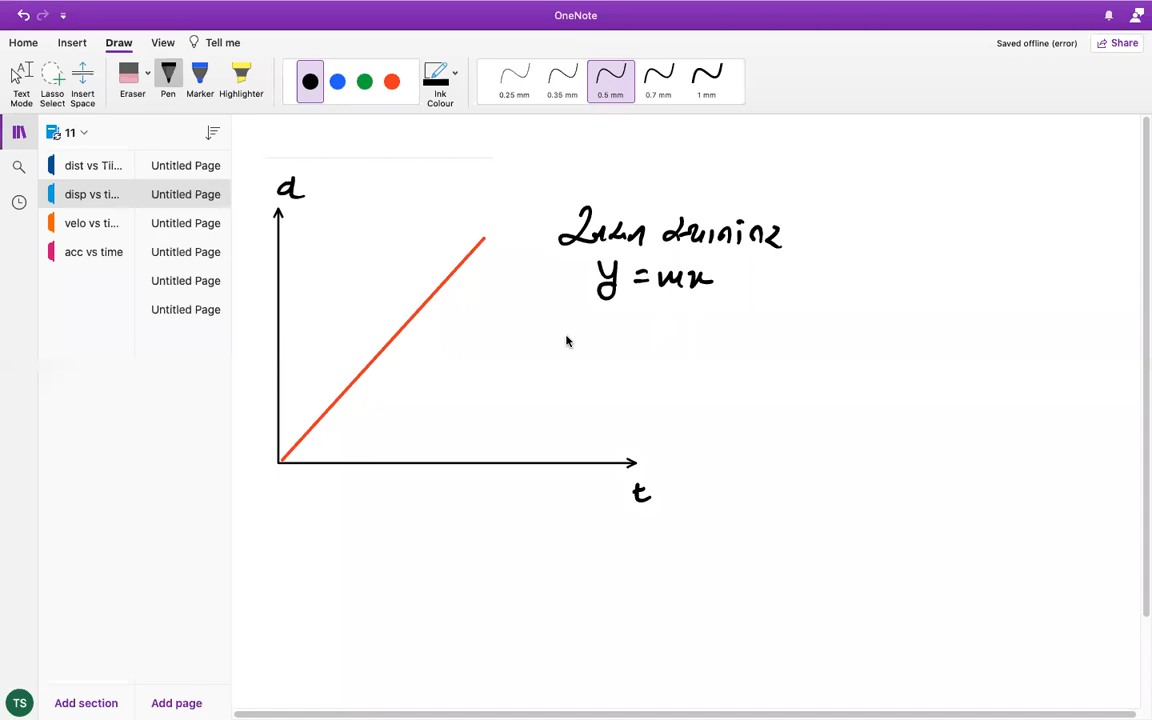 OneNote
Home Insert Draw View Tell me
Saved offline (error) Share
Text Mode
Lasso Select
Insert Space
Eraser
Pen
Marker
Highlighter
Ink Colour
0.25 mm
0.35 mm
0.5 mm
0.7 mm
1 mm
11
dist vs Tii... Untitled Page
disp vs ti... Untitled Page
velo vs ti... Untitled Page
acc vs time Untitled Page
Untitled Page
Untitled Page
d
y = mx
t
TS
Add section Add page